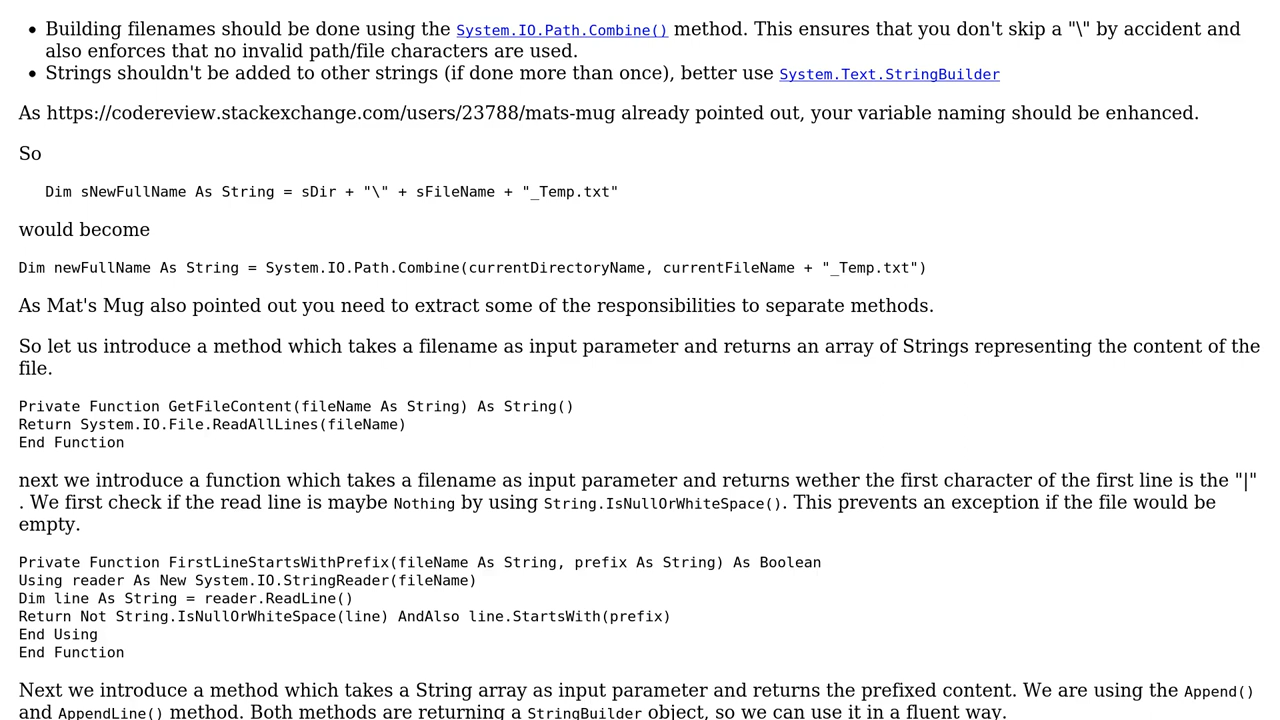 • Building filenames should be done using the System.IO.Path.Combine() method. This ensures that you don't skip a "\" by accident and
also enforces that no invalid path/file characters are used.
• Strings shouldn't be added to other strings (if done more than once), better use System.Text.StringBuilder
As https://codereview.stackexchange.com/users/23788/mats-mug already pointed out, your variable naming should be enhanced.
So
Dim sNewFullName As String = sDir + "\" + sFileName + "_Temp.txt"
would become
Dim newFullName As String = System.IO.Path.Combine(currentDirectoryName, currentFileName + "_Temp.txt")
As Mat's Mug also pointed out you need to extract some of the responsibilities to separate methods.
So let us introduce a method which takes a filename as input parameter and returns an array of Strings representing the content of the
file.
Private Function GetFileContent(fileName As String) As String()
Return System.IO.File.ReadAllLines(fileName)
End Function
next we introduce a function which takes a filename as input parameter and returns wether the first character of the first line is the "|"
. We first check if the read line is maybe Nothing by using String.IsNullOrWhiteSpace(). This prevents an exception if the file would be
empty.
Private Function FirstLineStartsWithPrefix(fileName As String, prefix As String) As Boolean
Using reader As New System.IO.StringReader(fileName)
Dim line As String = reader.ReadLine()
Return Not String.IsNullOrWhiteSpace(line) AndAlso line.StartsWith(prefix)
End Using
End Function
Next we introduce a method which takes a String array as input parameter and returns the prefixed content. We are using the Append()
and AppendLine() method. Both methods are returning a StringBuilder object, so we can use it in a fluent way.